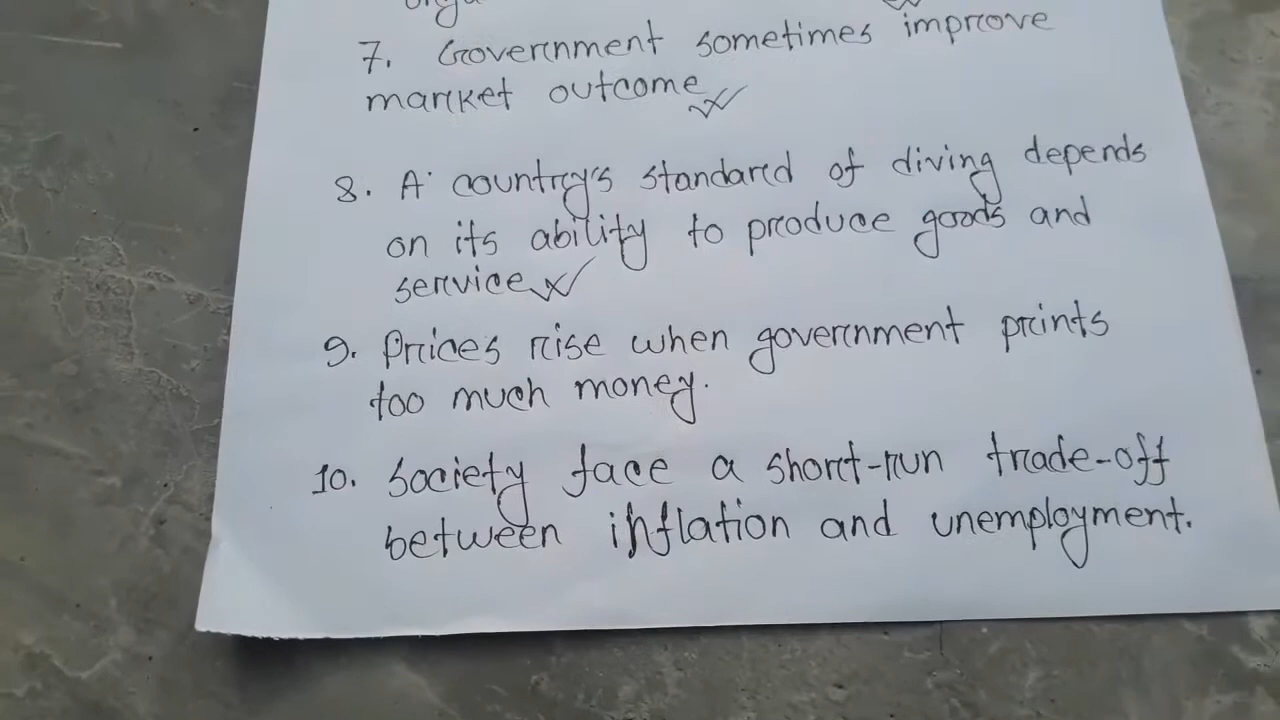 7. Government sometimes improve
market outcome
8. A country's standard of diving depends
on its ability to produce goods and
service
9. Prices rise when government prints
too much money.
10. Society face a short-run trade-off
between inflation and unemployment.